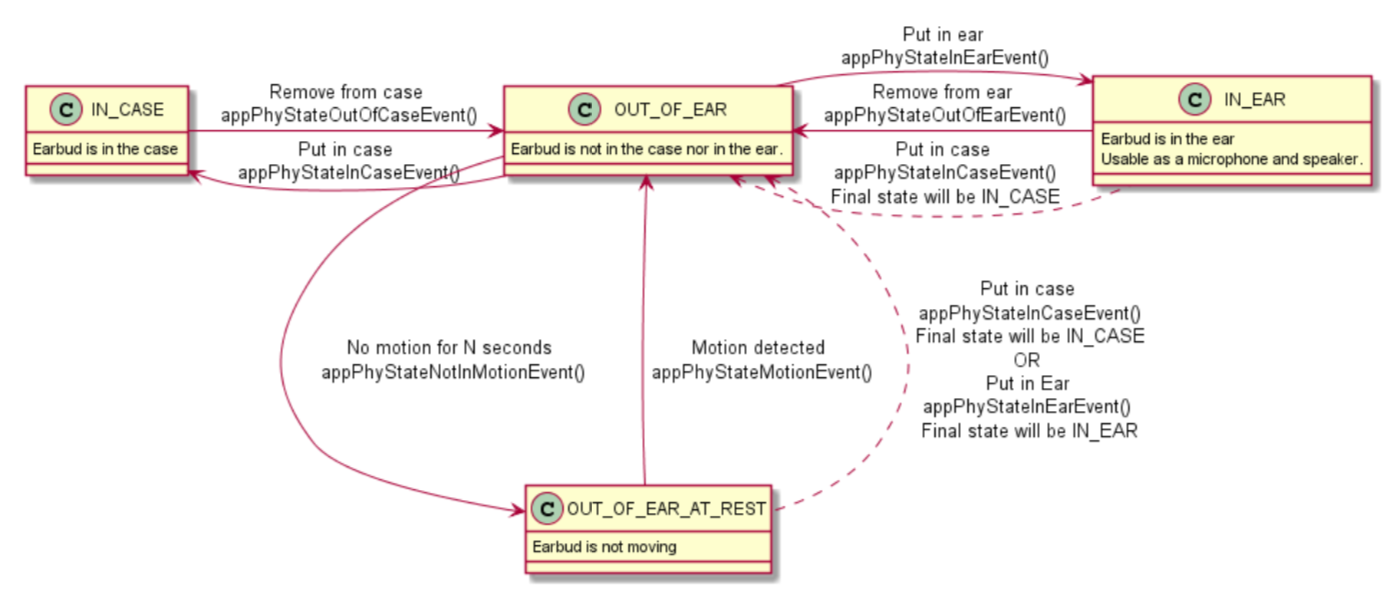 Put in ear
appPhyStateInEarEvent()
C IN_CASE
Earbud is in the case
Remove from case
appPhyStateOutOfCaseEvent()
Put in case
appPhyStateInCaseEvent()
C OUT_OF_EAR
Earbud is not in the case nor in the ear.
Remove from ear
appPhyStateOutOfEarEvent()
Put in case
appPhyStateInCaseEvent()
Final state will be IN_CASE
C IN_EAR
Earbud is in the ear
Usable as a microphone and speaker.
No motion for N seconds
appPhyStateNotInMotionEvent()
Motion detected
appPhyStateMotionEvent()
Put in case
appPhyStateInCaseEvent()
Final state will be IN_CASE
OR
Put in Ear
appPhyStateInEarEvent()
Final state will be IN_EAR
C OUT_OF_EAR_AT_REST
Earbud is not moving